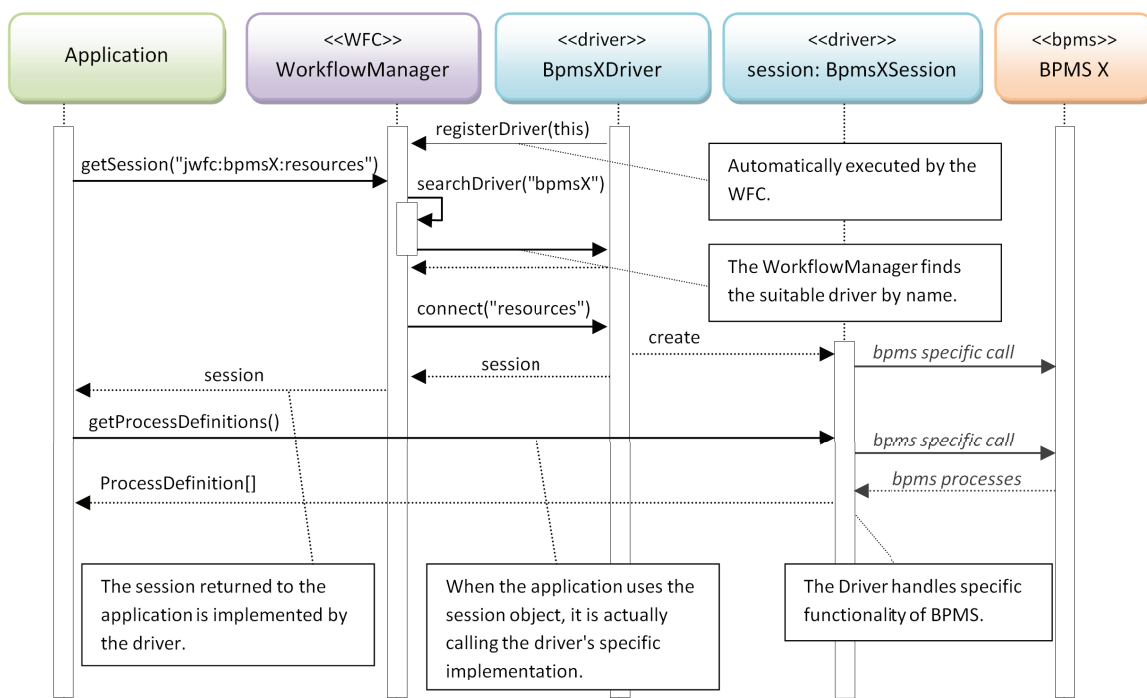 Application
<<WFC>>
WorkflowManager
<<driver>>
BpmsXDriver
<<driver>>
session: BpmsXSession
<<bpms>>
BPMS X
registerDriver(this)
getSession("jwfc:bpmsX:resources")
Automatically executed by the
WFC.
searchDriver("bpmsX")
The WorkflowManager finds
the suitable driver by name.
connect("resources")
create
bpms specific call
session
session
getProcessDefinitions()
bpms specific call
ProcessDefinition[]
bpms processes
The session returned to the
application is implemented by
the driver.
When the application uses the
session object, it is actually
calling the driver's specific
implementation.
The Driver handles specific
functionality of BPMS.